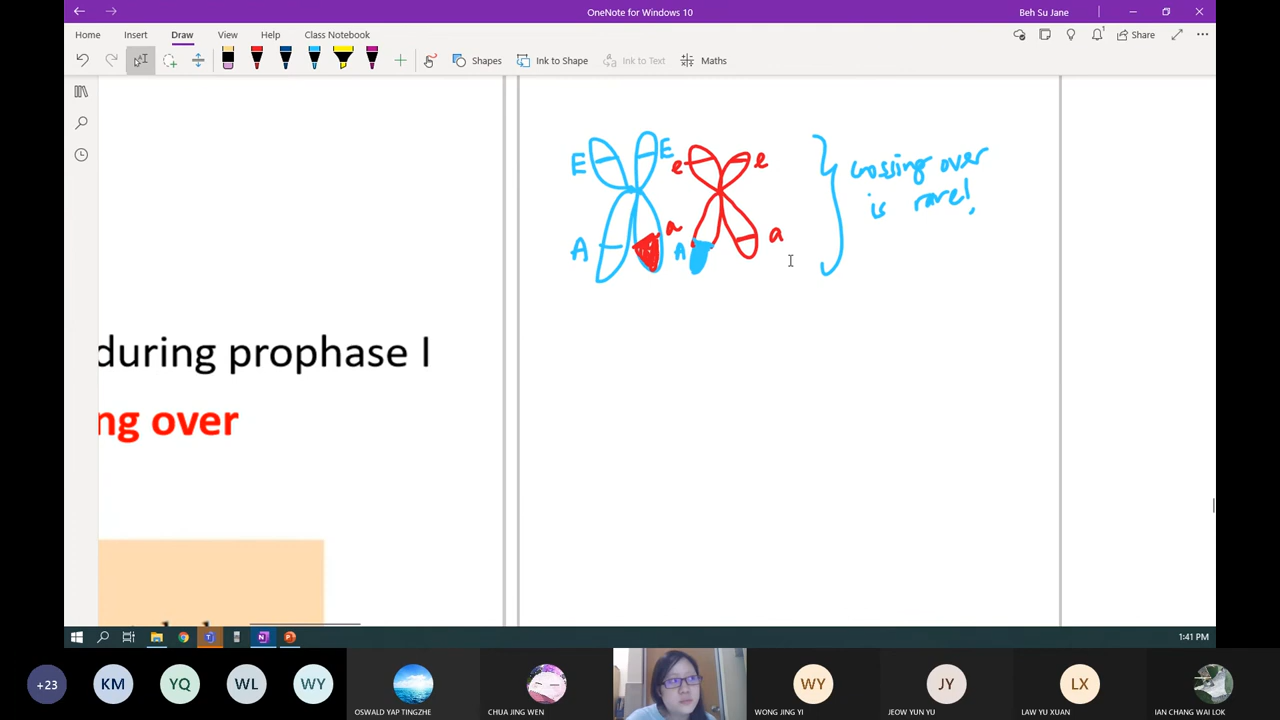 OneNote for Windows 10
Beh Su Jane
Home Insert Draw View Help Class Notebook
Share
Shapes Ink to Shape Ink to Text Maths
E E e e
A a A a
crossing over
is rare!
during prophase I
ng over
1:41 PM
+23 KM YQ WL WY WY JY LX
OSWALD YAP TINGZHE CHUA JING WEN WONG JING YI JEOW YUN YU LAW YU XUAN IAN CHANG WAI LOK